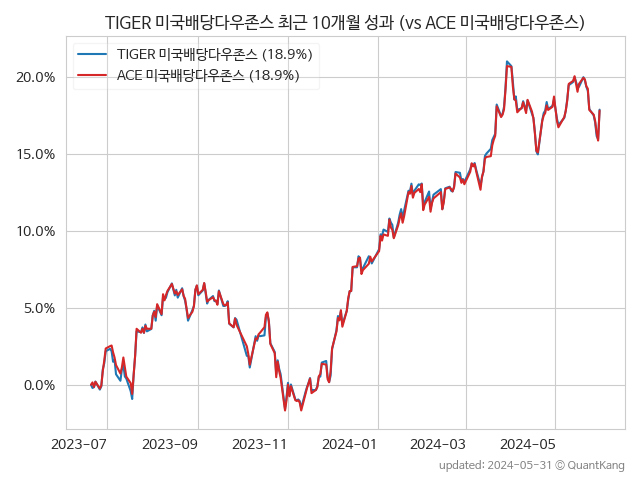 TIGER 미국배당다우존스 최근 10개월 성과 (vs ACE 미국배당다우존스)
TIGER 미국배당다우존스 (18.9%)
ACE 미국배당다우존스 (18.9%)
20.0%
15.0%
10.0%
5.0%
0.0%
2023-07 2023-09 2023-11 2024-01 2024-03 2024-05
updated: 2024-05-31 © QuantKang